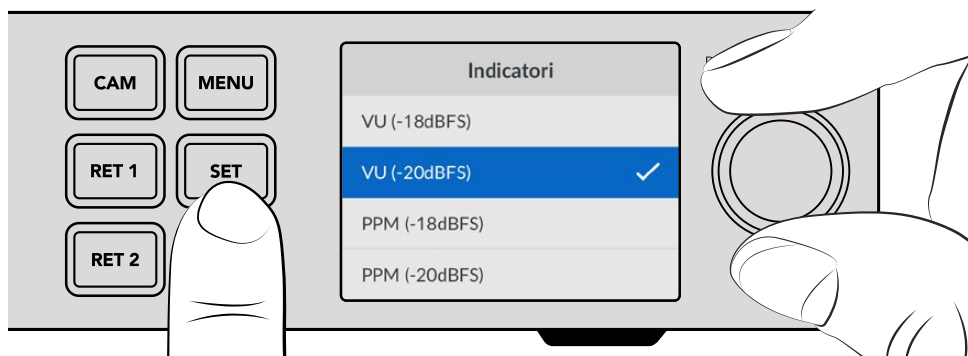 CAM
MENU
RET 1
SET
RET 2
Indicatori
VU (-18dBFS)
VU (-20dBFS)
PPM (-18dBFS)
PPM (-20dBFS)